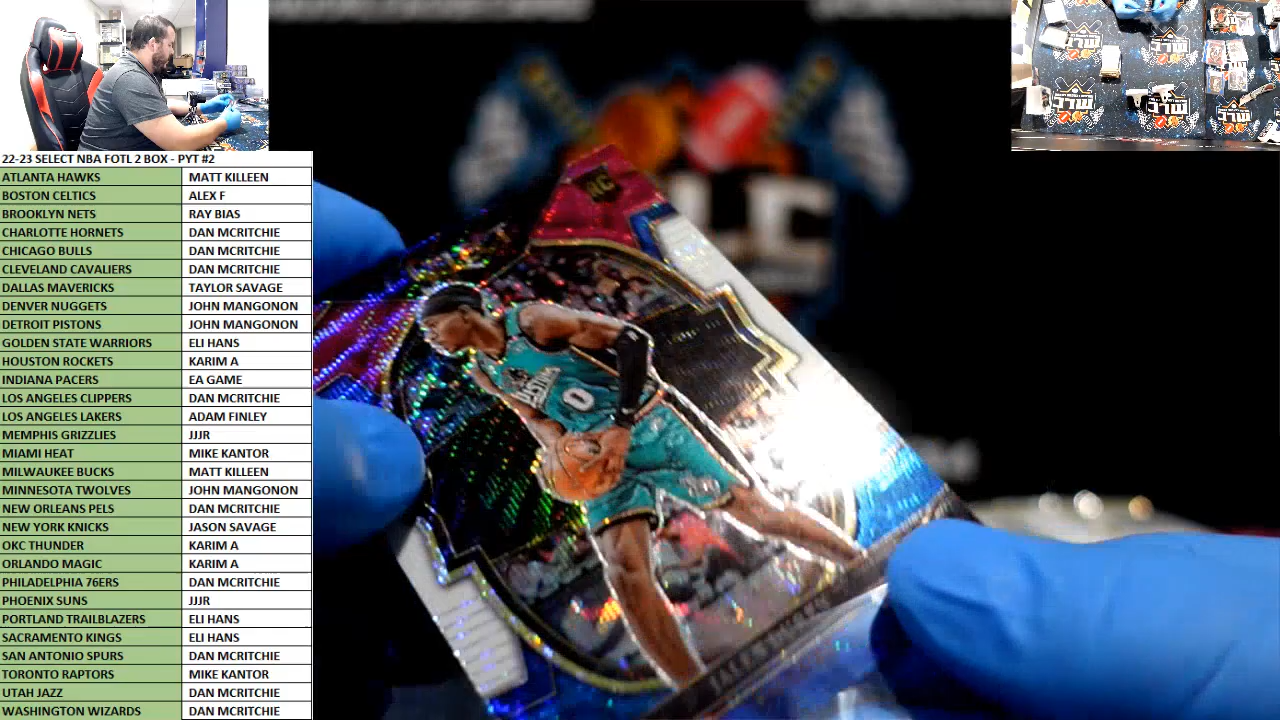 22-23 SELECT NBA FOTL 2 BOX - PYT #2
ATLANTA HAWKS MATT KILLEEN
BOSTON CELTICS ALEX F
BROOKLYN NETS RAY BIAS
CHARLOTTE HORNETS DAN MCRITCHIE
CHICAGO BULLS DAN MCRITCHIE
CLEVELAND CAVALIERS DAN MCRITCHIE
DALLAS MAVERICKS TAYLOR SAVAGE
DENVER NUGGETS JOHN MANGONON
DETROIT PISTONS JOHN MANGONON
GOLDEN STATE WARRIORS ELI HANS
HOUSTON ROCKETS KARIM A
INDIANA PACERS EA GAME
LOS ANGELES CLIPPERS DAN MCRITCHIE
LOS ANGELES LAKERS ADAM FINLEY
MEMPHIS GRIZZLIES JJJR
MIAMI HEAT MIKE KANTOR
MILWAUKEE BUCKS MATT KILLEEN
MINNESOTA TWOLVES JOHN MANGONON
NEW ORLEANS PELS DAN MCRITCHIE
NEW YORK KNICKS JASON SAVAGE
OKC THUNDER KARIM A
ORLANDO MAGIC KARIM A
PHILADELPHIA 76ERS DAN MCRITCHIE
PHOENIX SUNS JJJR
PORTLAND TRAILBLAZERS ELI HANS
SACRAMENTO KINGS ELI HANS
SAN ANTONIO SPURS DAN MCRITCHIE
TORONTO RAPTORS MIKE KANTOR
UTAH JAZZ DAN MCRITCHIE
WASHINGTON WIZARDS DAN MCRITCHIE
RC
PISTONS
0